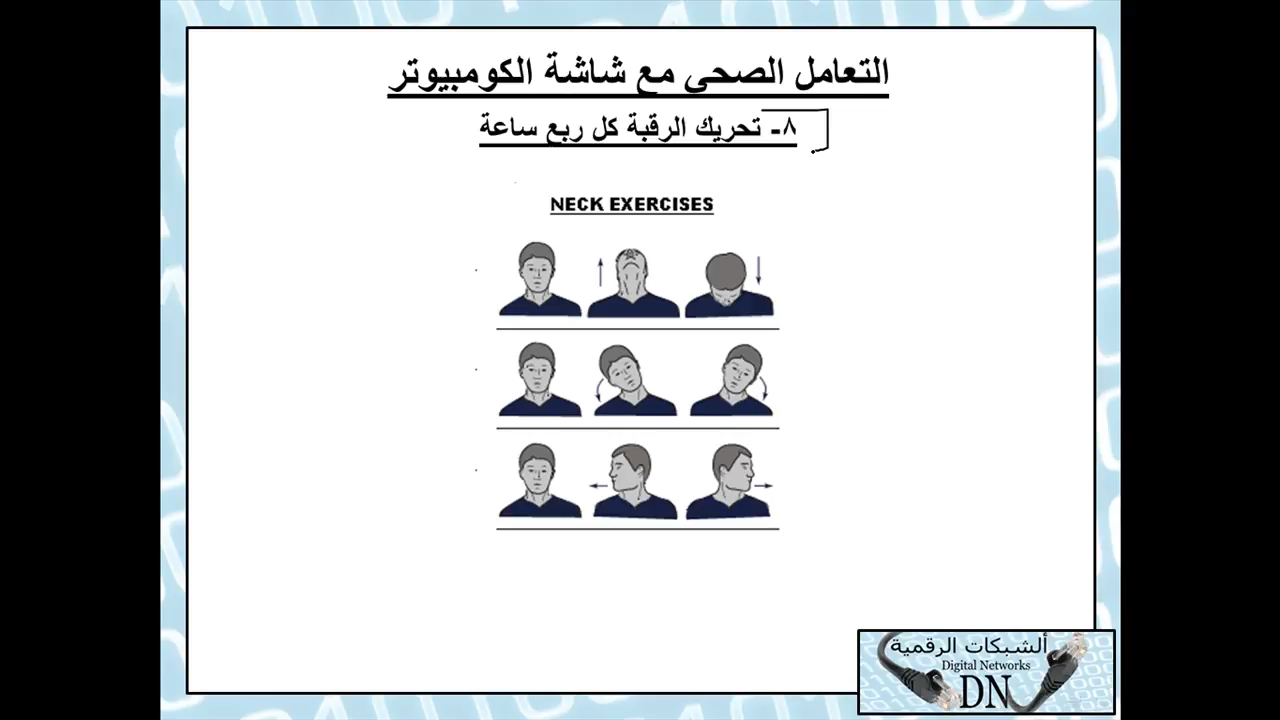 التعامل الصحى مع شاشة الكومبيوتر
٨- تحريك الرقبة كل ربع ساعة
NECK EXERCISES
ألشبكات الرقمية
Digital Networks
DN